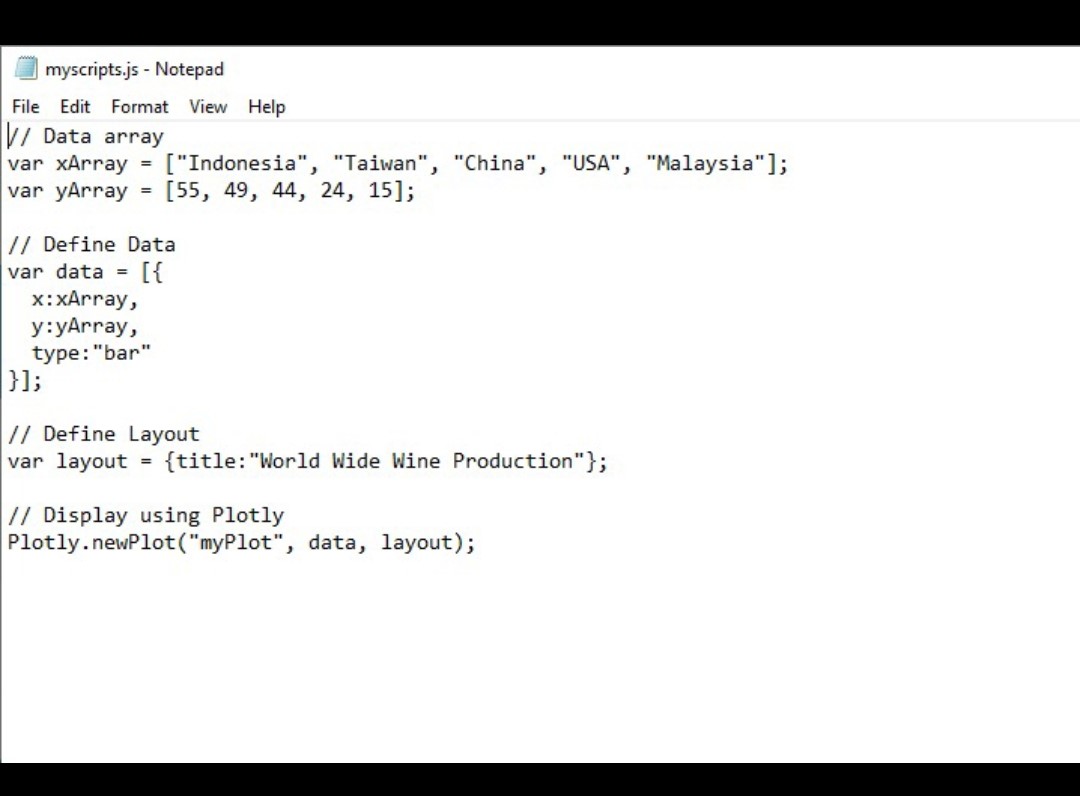 myscripts.js - Notepad
File Edit Format View Help
// Data array
var xArray = ["Indonesia", "Taiwan", "China", "USA", "Malaysia"];
var yArray = [55, 49, 44, 24, 15];
// Define Data
var data = [{
  x:xArray,
  y:yArray,
  type:"bar"
}];
// Define Layout
var layout = {title:"World Wide Wine Production"};
// Display using Plotly
Plotly.newPlot("myPlot", data, layout);